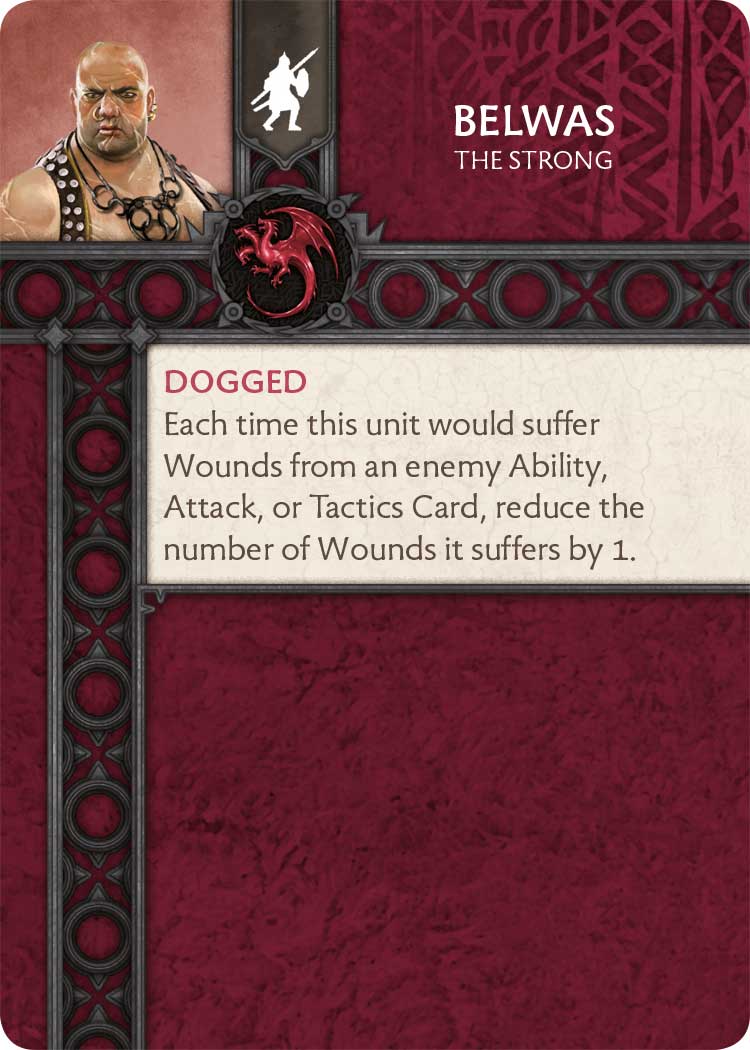 BELWAS
THE STRONG
DOGGED
Each time this unit would suffer
Wounds from an enemy Ability,
Attack, or Tactics Card, reduce the
number of Wounds it suffers by 1.